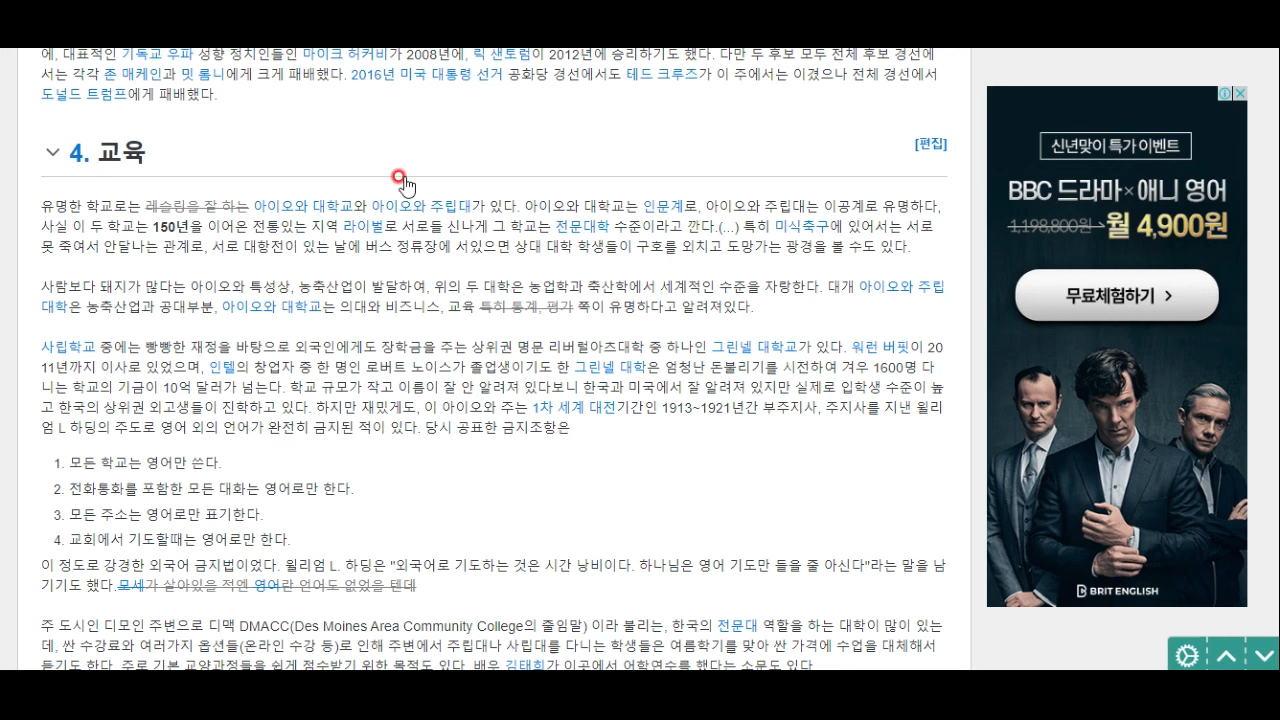 에, 대표적인 기독교 우파 성향 정치인들인 마이크 허커비가 2008년에, 릭 샌토럼이 2012년에 승리하기도 했다. 다만 두 후보 모두 전체 후보 경선에
서는 각각 존 매케인과 밋 롬니에게 크게 패배했다. 2016년 미국 대통령 선거 공화당 경선에서도 테드 크루즈가 이 주에서는 이겼으나 전체 경선에서
도널드 트럼프에게 패배했다.
4. 교육
[편집]
유명한 학교로는 레슬링을 잘 하는 아이오와 대학교와 아이오와 주립대가 있다. 아이오와 대학교는 인문계로, 아이오와 주립대는 이공계로 유명하다,
사실 이 두 학교는 150년을 이어온 전통있는 지역 라이벌로 서로를 신나게 그 학교는 전문대학 수준이라고 깐다.(...) 특히 미식축구에 있어서는 서로
못 죽여서 안달나는 관계로, 서로 대항전이 있는 날에 버스 정류장에 서있으면 상대 대학 학생들이 구호를 외치고 도망가는 광경을 볼 수도 있다.
사람보다 돼지가 많다는 아이오와 특성상, 농축산업이 발달하여, 위의 두 대학은 농업학과 축산학에서 세계적인 수준을 자랑한다. 대개 아이오와 주립
대학은 농축산업과 공대부분, 아이오와 대학교는 의대와 비즈니스, 교육 특히 통계, 평가 쪽이 유명하다고 알려져있다.
사립학교 중에는 빵빵한 재정을 바탕으로 외국인에게도 장학금을 주는 상위권 명문 리버럴아츠대학 중 하나인 그린넬 대학교가 있다. 워런 버핏이 20
11년까지 이사로 있었으며, 인텔의 창업자 중 한 명인 로버트 노이스가 졸업생이기도 한 그린넬 대학은 엄청난 돈불리기를 시전하여 겨우 1600명 다
니는 학교의 기금이 10억 달러가 넘는다. 학교 규모가 작고 이름이 잘 안 알려져 있다보니 한국과 미국에서 잘 알려져 있지만 실제로 입학생 수준이 높
고 한국의 상위권 외고생들이 진학하고 있다. 하지만 재밌게도, 이 아이오와 주는 1차 세계 대전기간인 1913~1921년간 부주지사, 주지사를 지낸 윌리
엄 L 하딩의 주도로 영어 외의 언어가 완전히 금지된 적이 있다. 당시 공표한 금지조항은
1. 모든 학교는 영어만 쓴다.
2. 전화통화를 포함한 모든 대화는 영어로만 한다.
3. 모든 주소는 영어로만 표기한다.
4. 교회에서 기도할때는 영어로만 한다.
이 정도로 강경한 외국어 금지법이었다. 윌리엄 L. 하딩은 "외국어로 기도하는 것은 시간 낭비이다. 하나님은 영어 기도만 들을 줄 아신다"라는 말을 남
기기도 했다.모세가 살아있을 적엔 영어란 언어도 없었을 텐데
주 도시인 디모인 주변으로 디맥 DMACC(Des Moines Area Community College의 줄임말) 이라 불리는, 한국의 전문대 역할을 하는 대학이 많이 있는
데, 싼 수강료와 여러가지 옵션들(온라인 수강 등)로 인해 주변에서 주립대나 사립대를 다니는 학생들은 여름학기를 맞아 싼 가격에 수업을 대체해서
듣기도 한다. 주로 기본 교양과정들을 쉽게 점수받기 위한 목적도 있다. 배우 김태희가 이곳에서 어학연수를 했다는 소문도 있다.
신년맞이 특가 이벤트
BBC 드라마×애니 영어
1,198,800원→월 4,900원
무료체험하기 >
BRIT ENGLISH